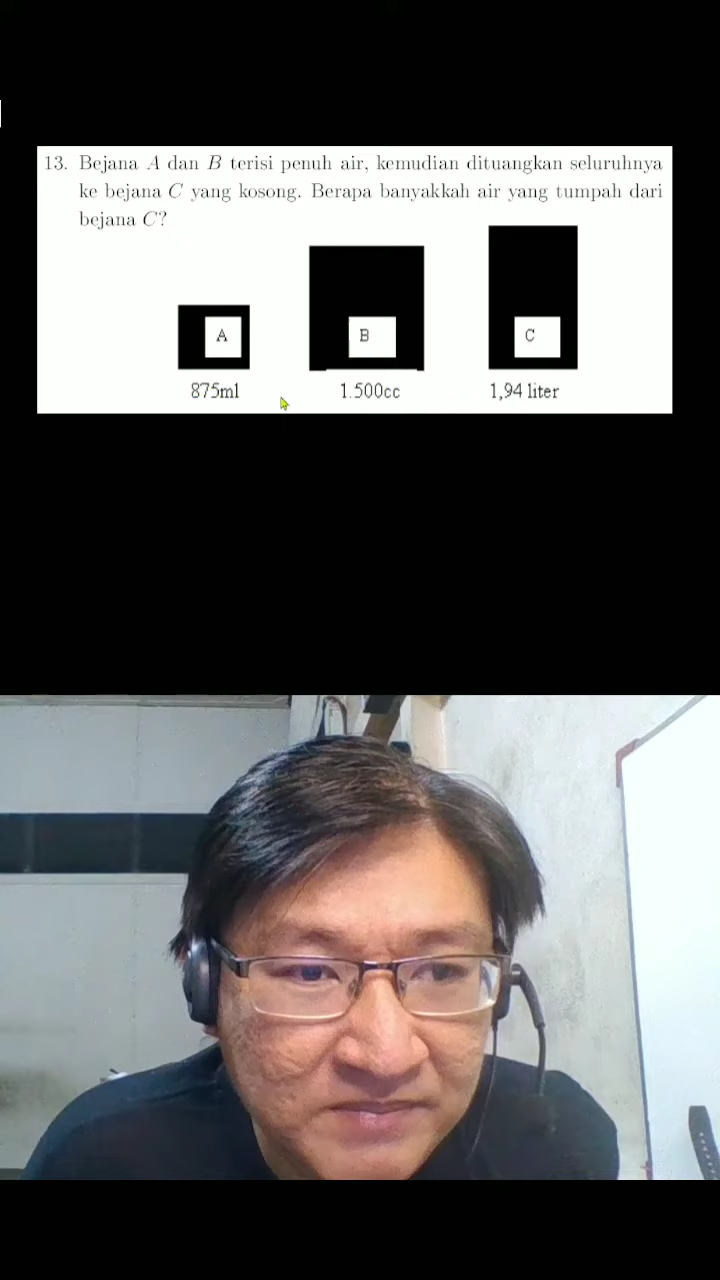 13. Bejana A dan B terisi penuh air, kemudian dituangkan seluruhnya
ke bejana C yang kosong. Berapa banyakkah air yang tumpah dari
bejana C?
A
B
C
875ml
1.500cc
1,94 liter